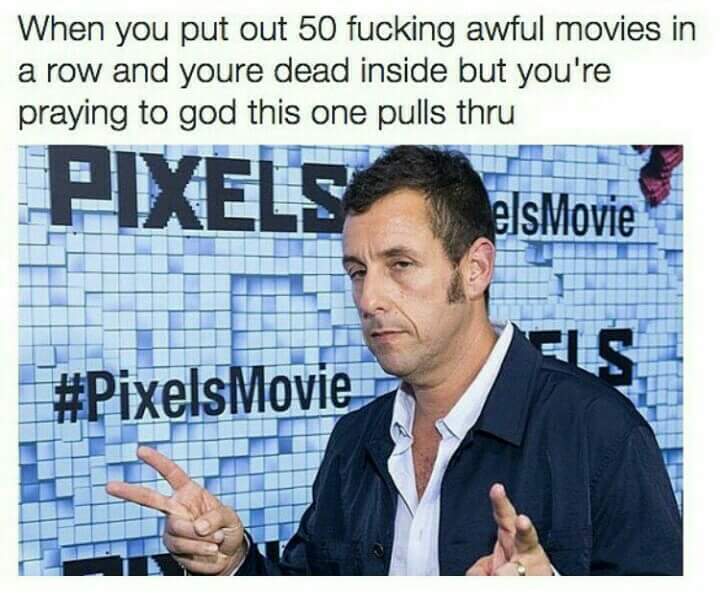 When you put out 50 fucking awful movies in
a row and youre dead inside but you're
praying to god this one pulls thru
PIXELS
elsMovie
ELS
#PixelsMovie